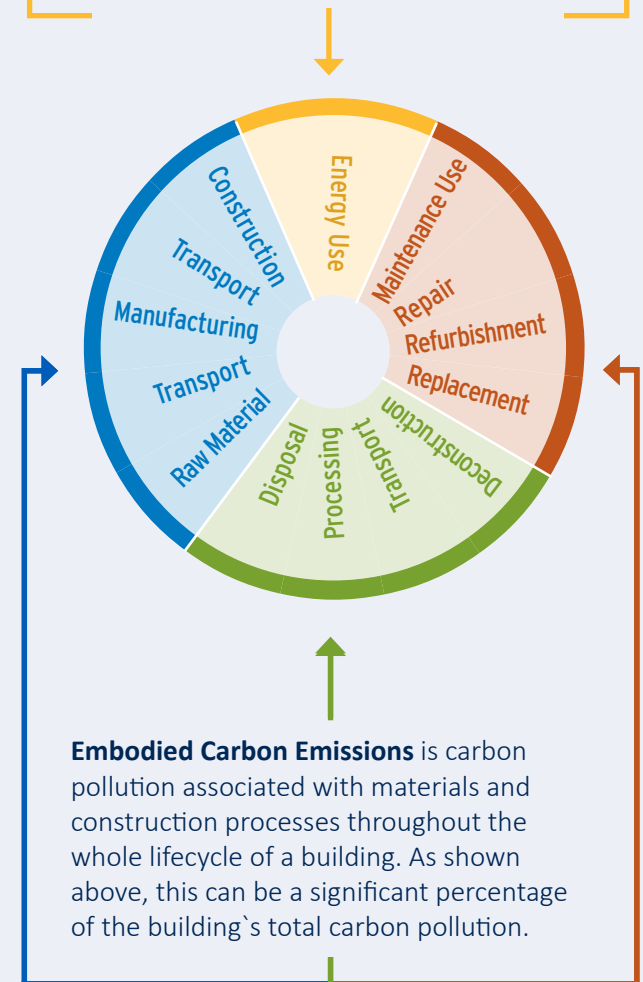 Energy Use
Maintenance Use
Repair
Refurbishment
Replacement
Deconstruction
Transport
Processing
Disposal
Raw Material
Transport
Manufacturing
Transport
Construction
Embodied Carbon Emissions is carbon
pollution associated with materials and
construction processes throughout the
whole lifecycle of a building. As shown
above, this can be a significant percentage
of the building`s total carbon pollution.